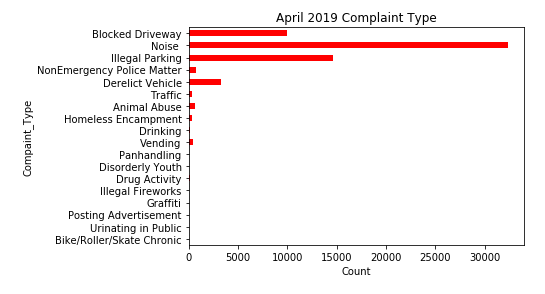 April 2019 Complaint Type
Compaint_Type
Blocked Driveway
Noise
Illegal Parking
NonEmergency Police Matter
Derelict Vehicle
Traffic
Animal Abuse
Homeless Encampment
Drinking
Vending
Panhandling
Disorderly Youth
Drug Activity
Illegal Fireworks
Graffiti
Posting Advertisement
Urinating in Public
Bike/Roller/Skate Chronic
0 5000 10000 15000 20000 25000 30000
Count